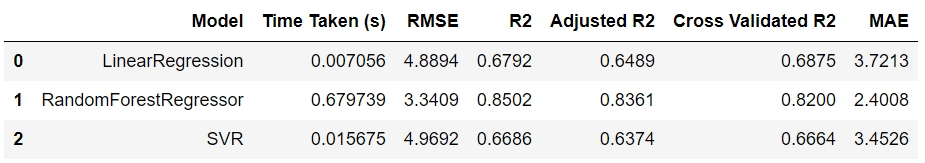 Model Time Taken (s) RMSE R2 Adjusted R2 Cross Validated R2 MAE
0 LinearRegression 0.007056 4.8894 0.6792 0.6489 0.6875 3.7213
1 RandomForestRegressor 0.679739 3.3409 0.8502 0.8361 0.8200 2.4008
2 SVR 0.015675 4.9692 0.6686 0.6374 0.6664 3.4526